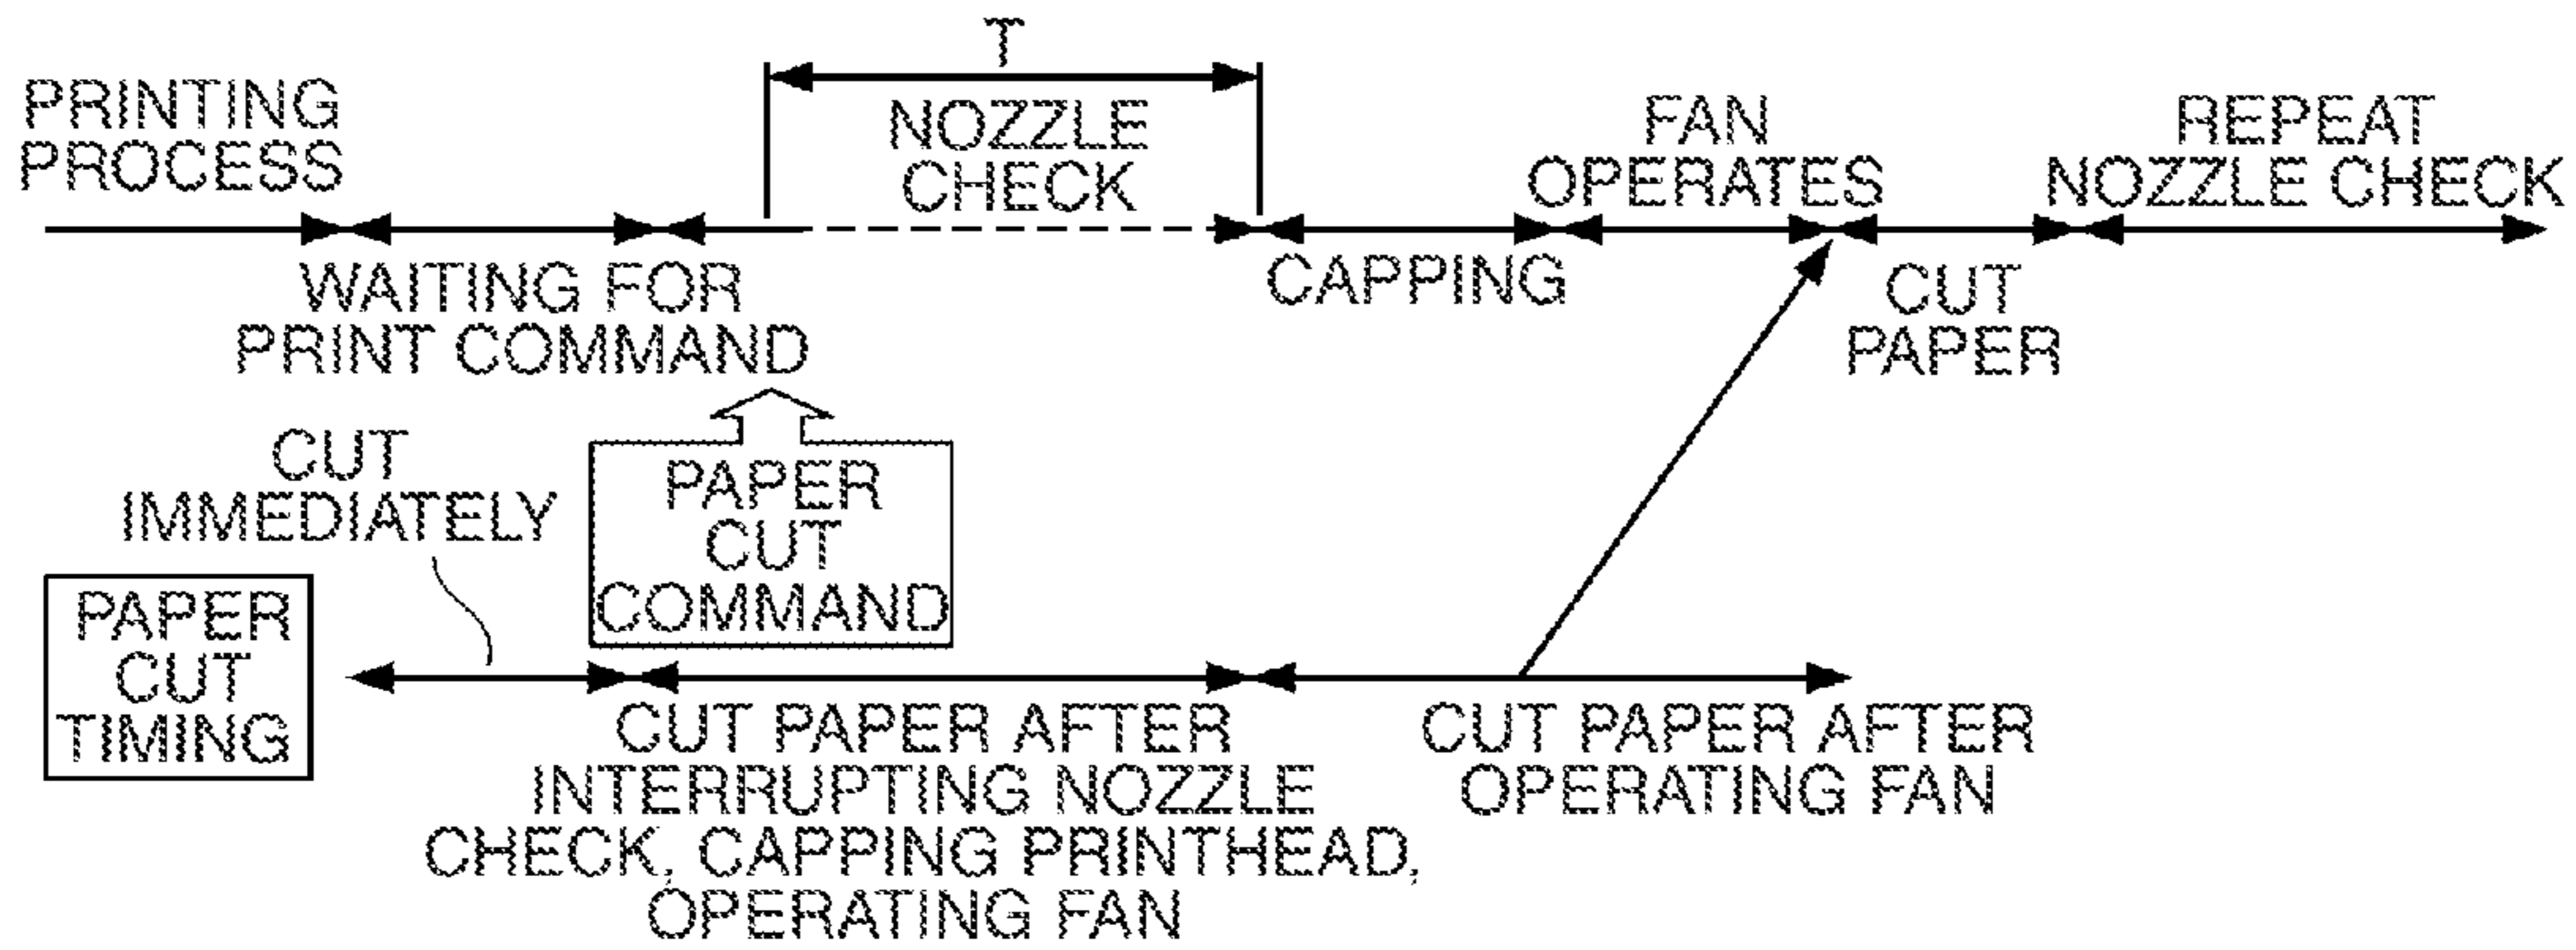 T
PRINTING
PROCESS
NOZZLE
CHECK
FAN
OPERATES
REPEAT
NOZZLE CHECK
WAITING FOR
PRINT COMMAND
CAPPING
CUT
PAPER
CUT
IMMEDIATELY
PAPER
CUT
COMMAND
PAPER
CUT
TIMING
CUT PAPER AFTER
INTERRUPTING NOZZLE
CHECK, CAPPING PRINTHEAD,
OPERATING FAN
CUT PAPER AFTER
OPERATING FAN